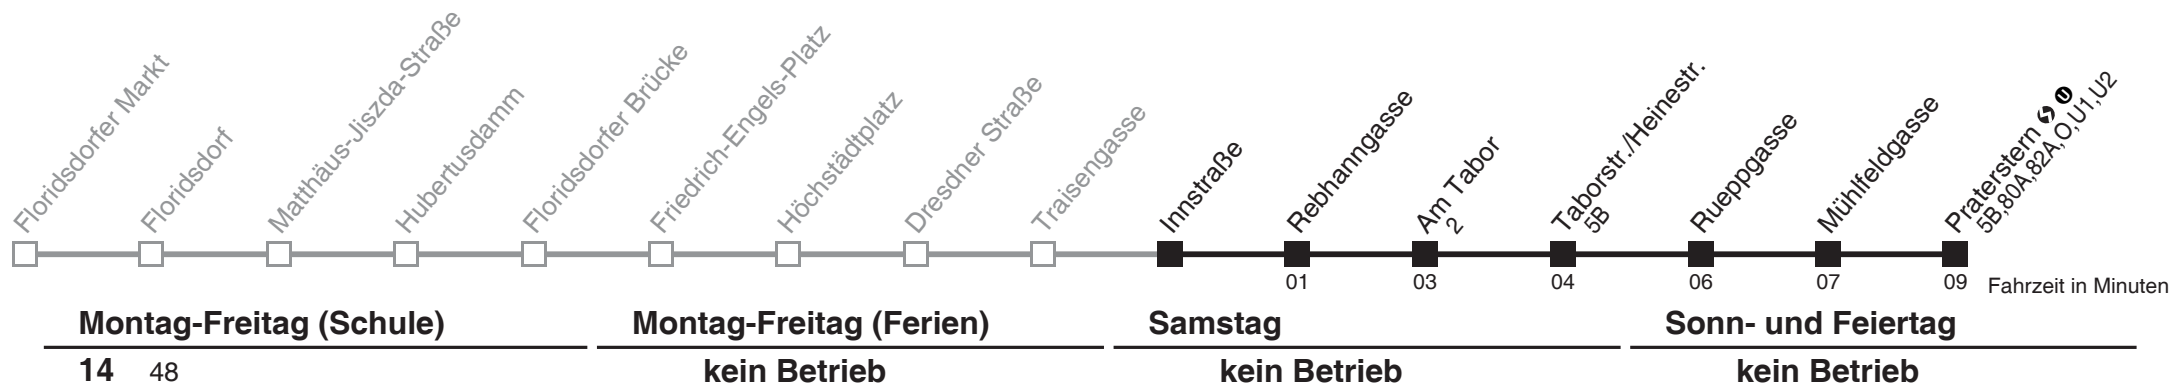 Floridsdorfer Markt
Floridsdorf
Matthäus-Jiszda-Straße
Hubertusdamm
Floridsdorfer Brücke
Friedrich-Engels-Platz
Höchstädtplatz
Dresdner Straße
Traisengasse
Innstraße
Rebhanngasse
Am Tabor
2
Taborstr./Heinestr.
5B
Rueppgasse
Mühlfeldgasse
Praterstern U
5B,80A,82A,O,U1,U2
01 03 04 06 07 09 Fahrzeit in Minuten
Montag-Freitag (Schule) Montag-Freitag (Ferien) Samstag Sonn- und Feiertag
14 48 kein Betrieb kein Betrieb kein Betrieb